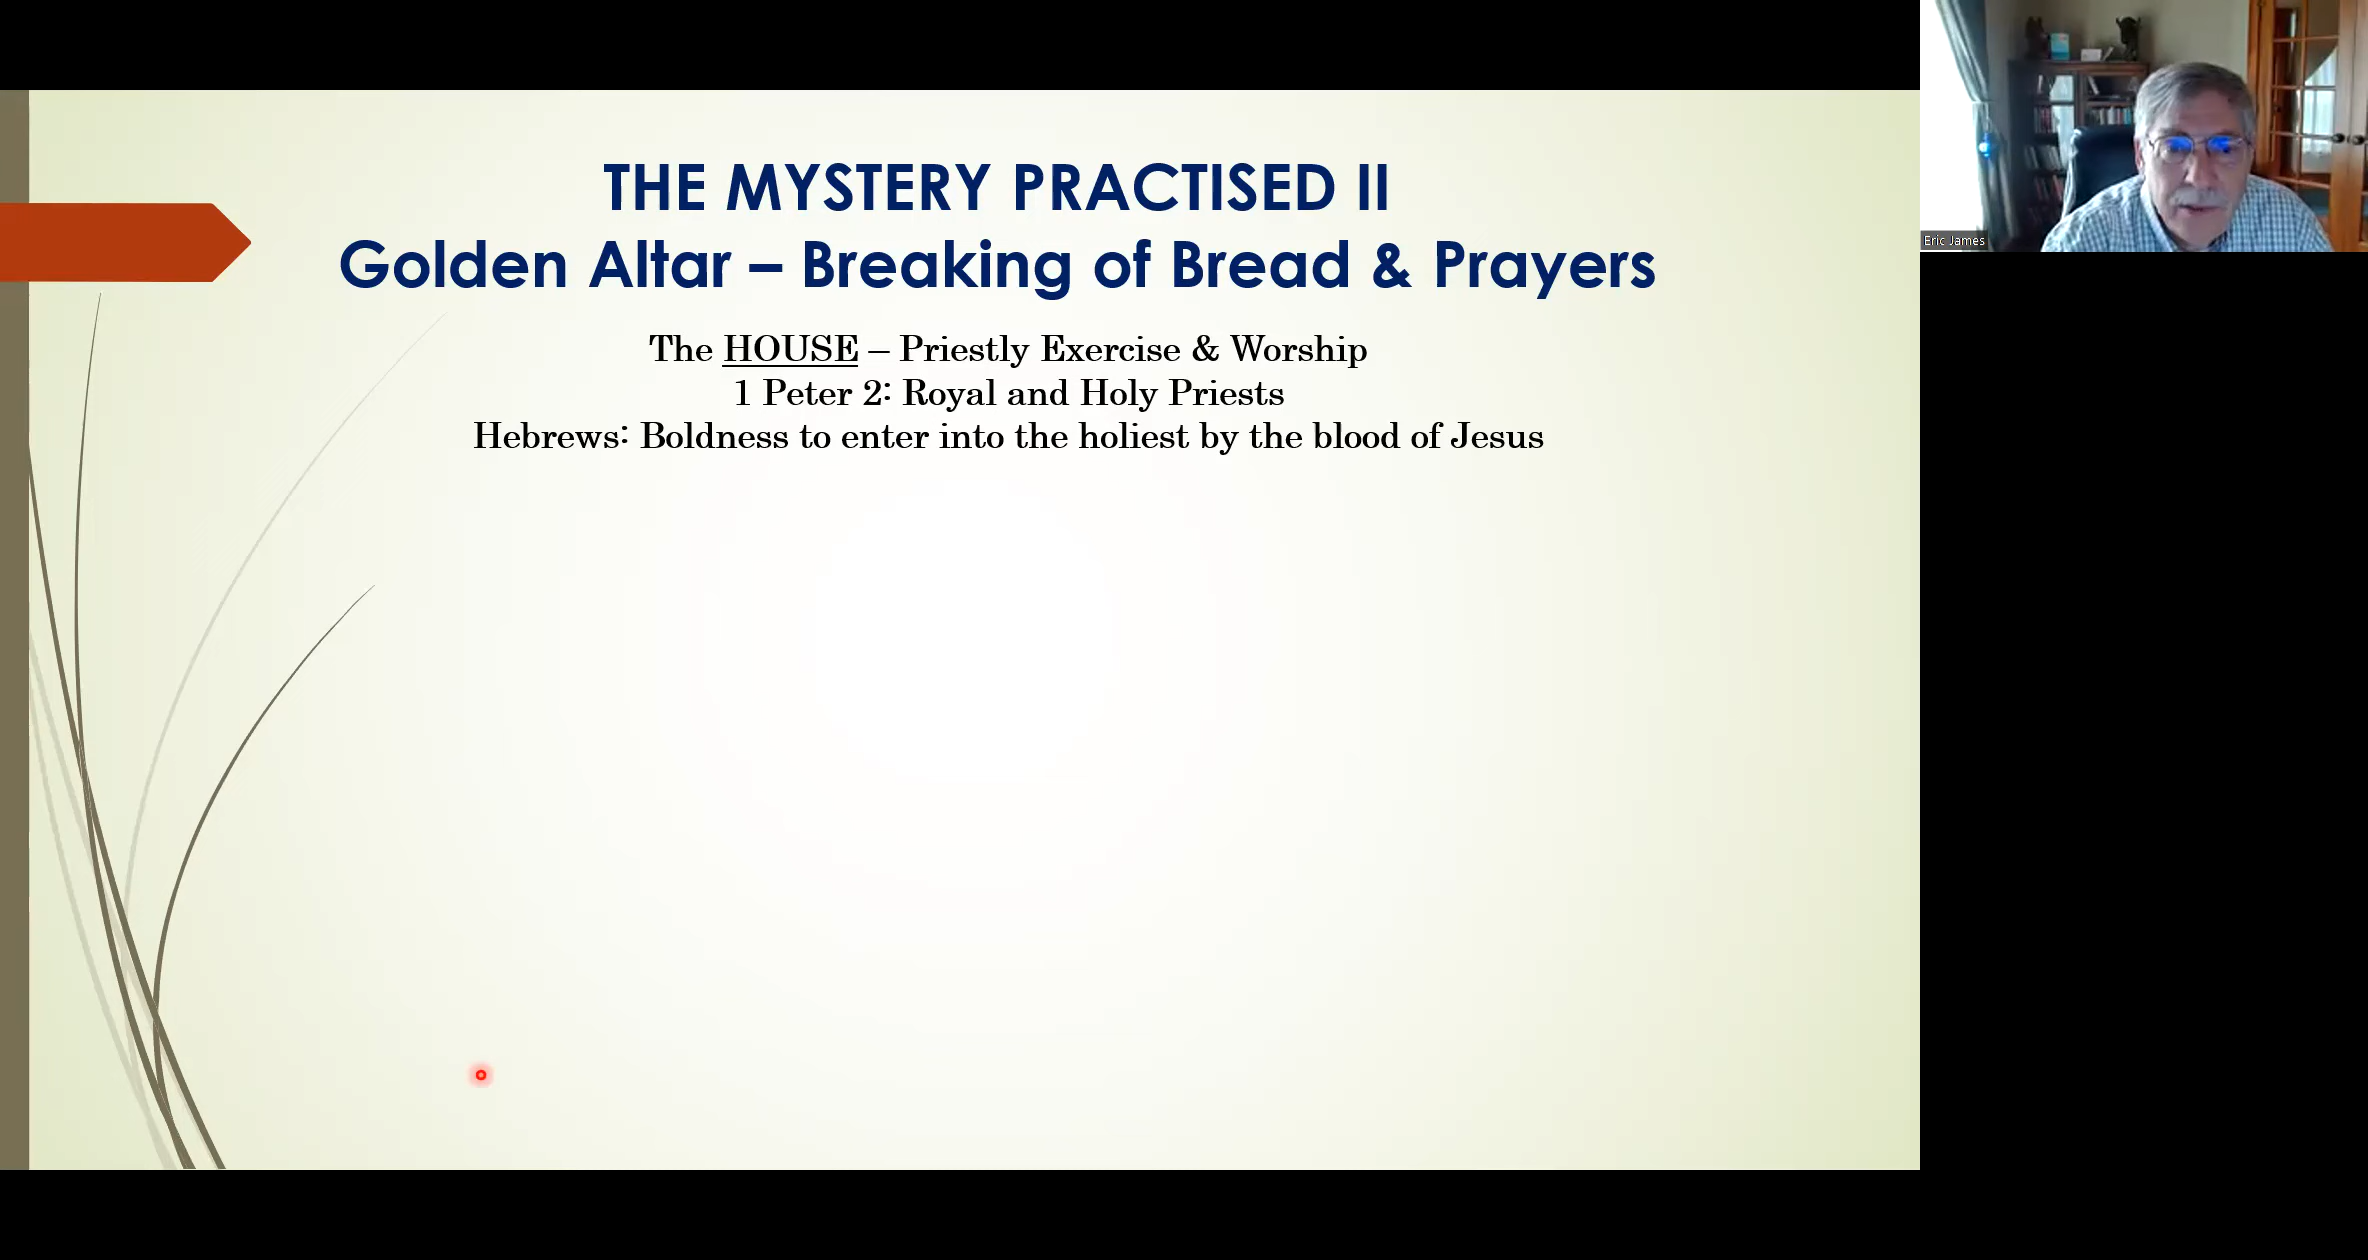 THE MYSTERY PRACTISED II
Golden Altar – Breaking of Bread & Prayers
The HOUSE – Priestly Exercise & Worship
1 Peter 2: Royal and Holy Priests
Hebrews: Boldness to enter into the holiest by the blood of Jesus
Eric James